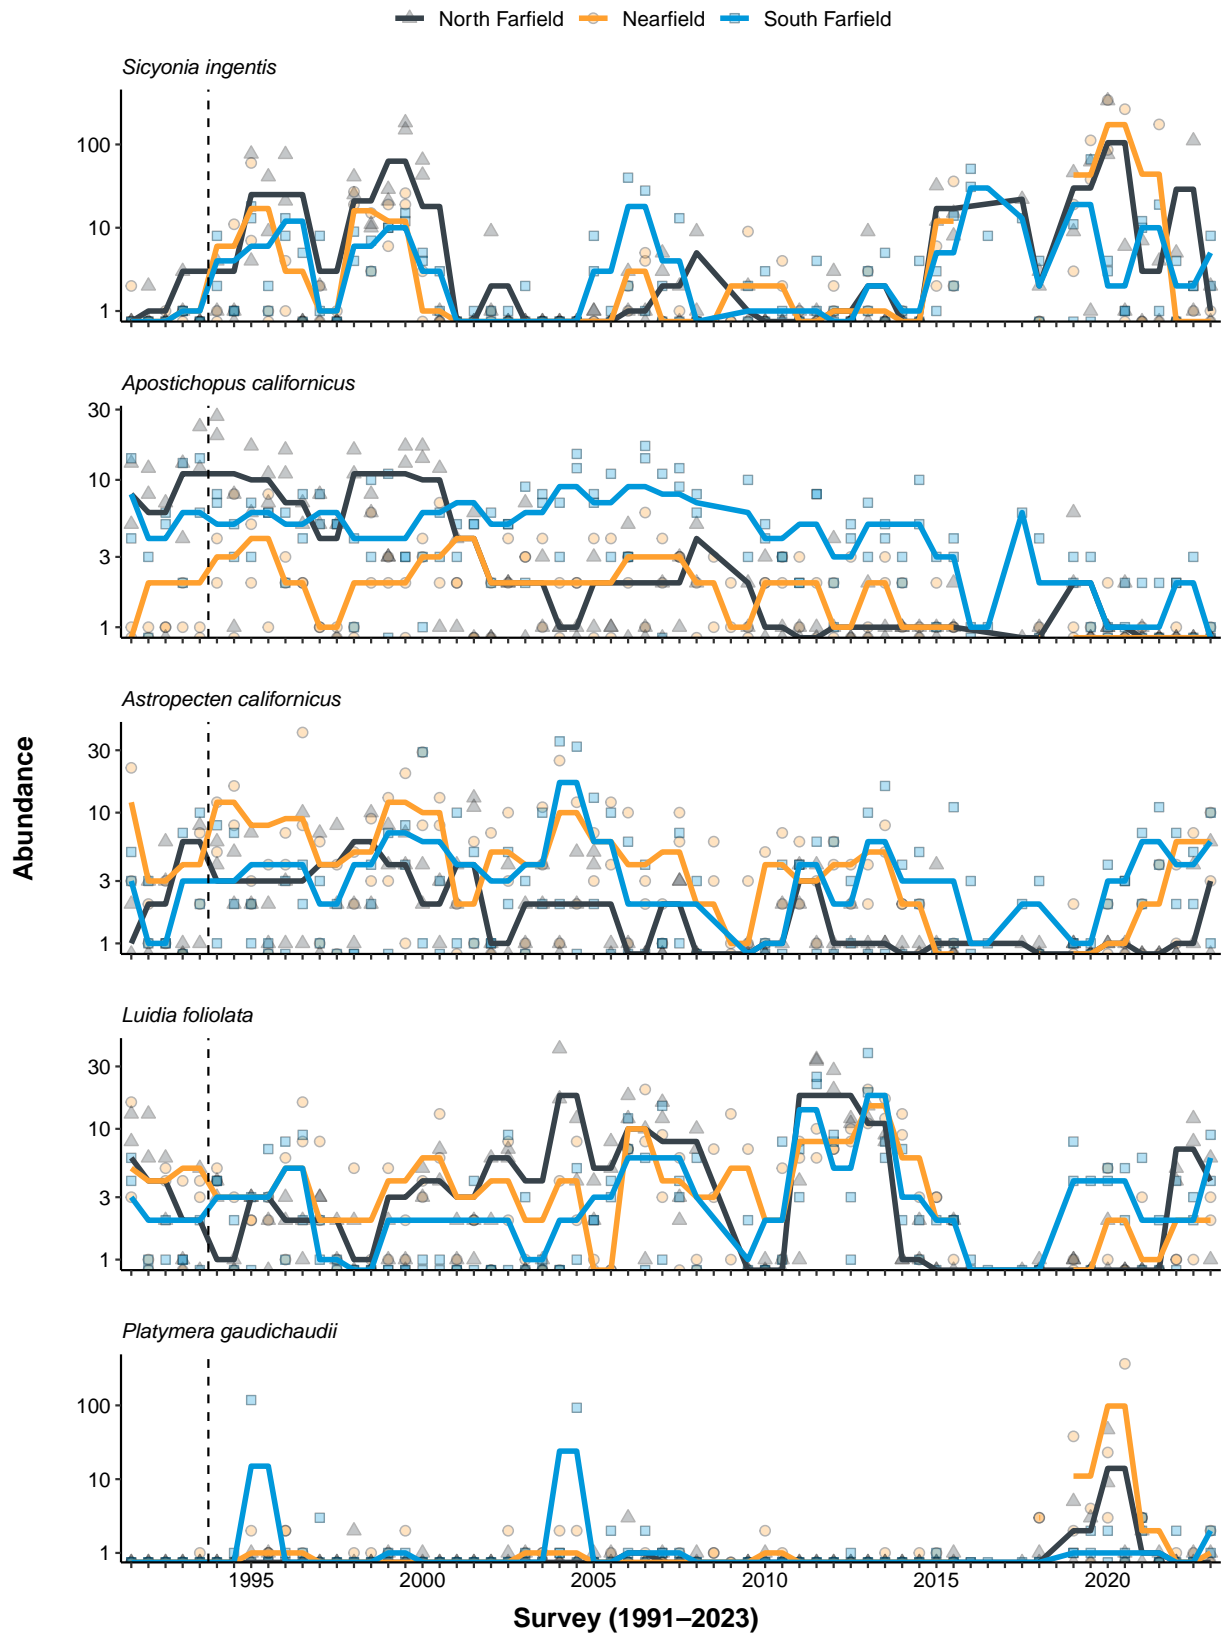 North Farfield Nearfield South Farfield
Sicyonia ingentis
100
10
1
Apostichopus californicus
30
10
3
1
Astropecten californicus
30
10
3
1
Abundance
Luidia foliolata
30
10
3
1
Platymera gaudichaudii
100
10
1
1995 2000 2005 2010 2015 2020
Survey (1991–2023)